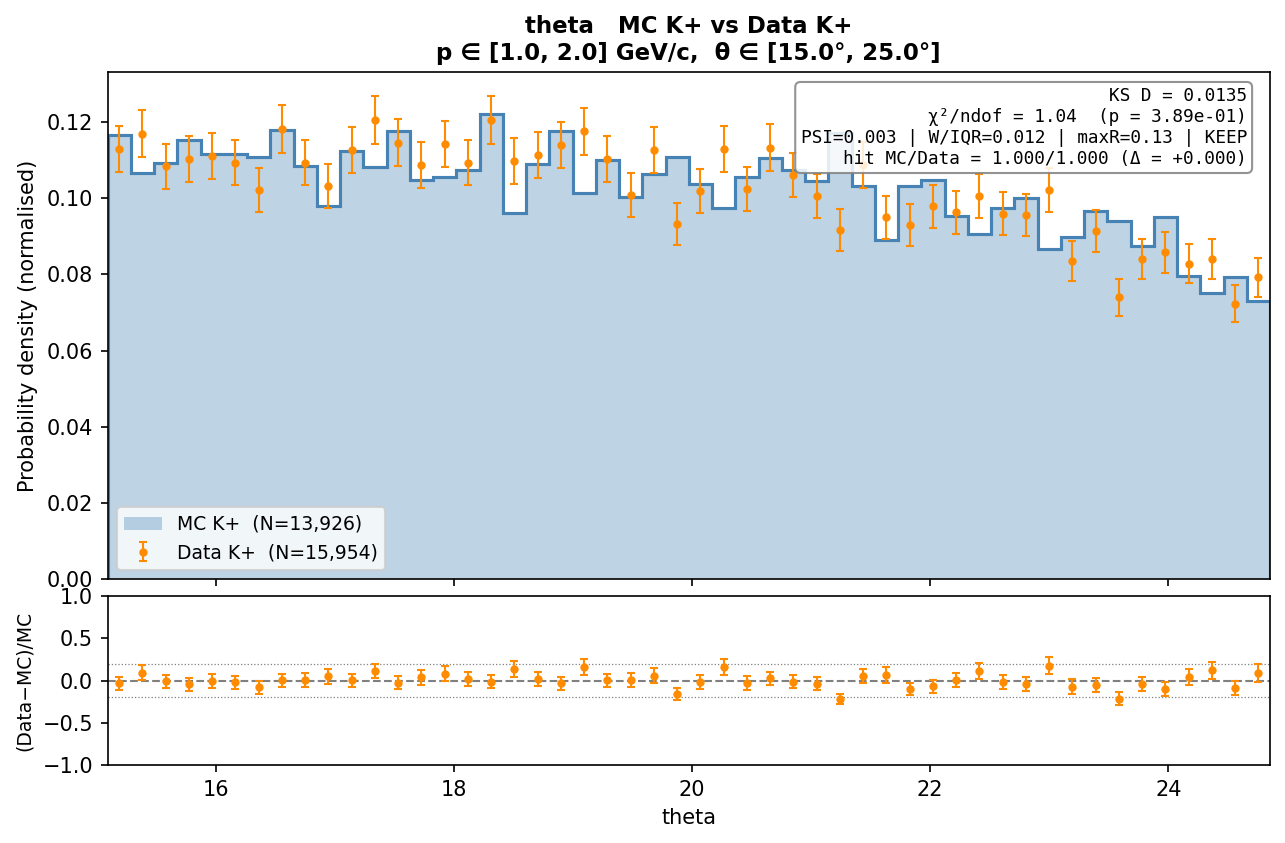 theta   MC K+ vs Data K+
p ∈ [1.0, 2.0] GeV/c,  θ ∈ [15.0°, 25.0°]
KS D = 0.0135
χ²/ndof = 1.04  (p = 3.89e-01)
PSI=0.003 | W/IQR=0.012 | maxR=0.13 | KEEP
hit MC/Data = 1.000/1.000 (Δ = +0.000)
Probability density (normalised)
0.12
0.10
0.08
0.06
0.04
0.02
0.00
MC K+  (N=13,926)
Data K+  (N=15,954)
(Data−MC)/MC
1.0
0.5
0.0
−0.5
−1.0
16 18 20 22 24
theta